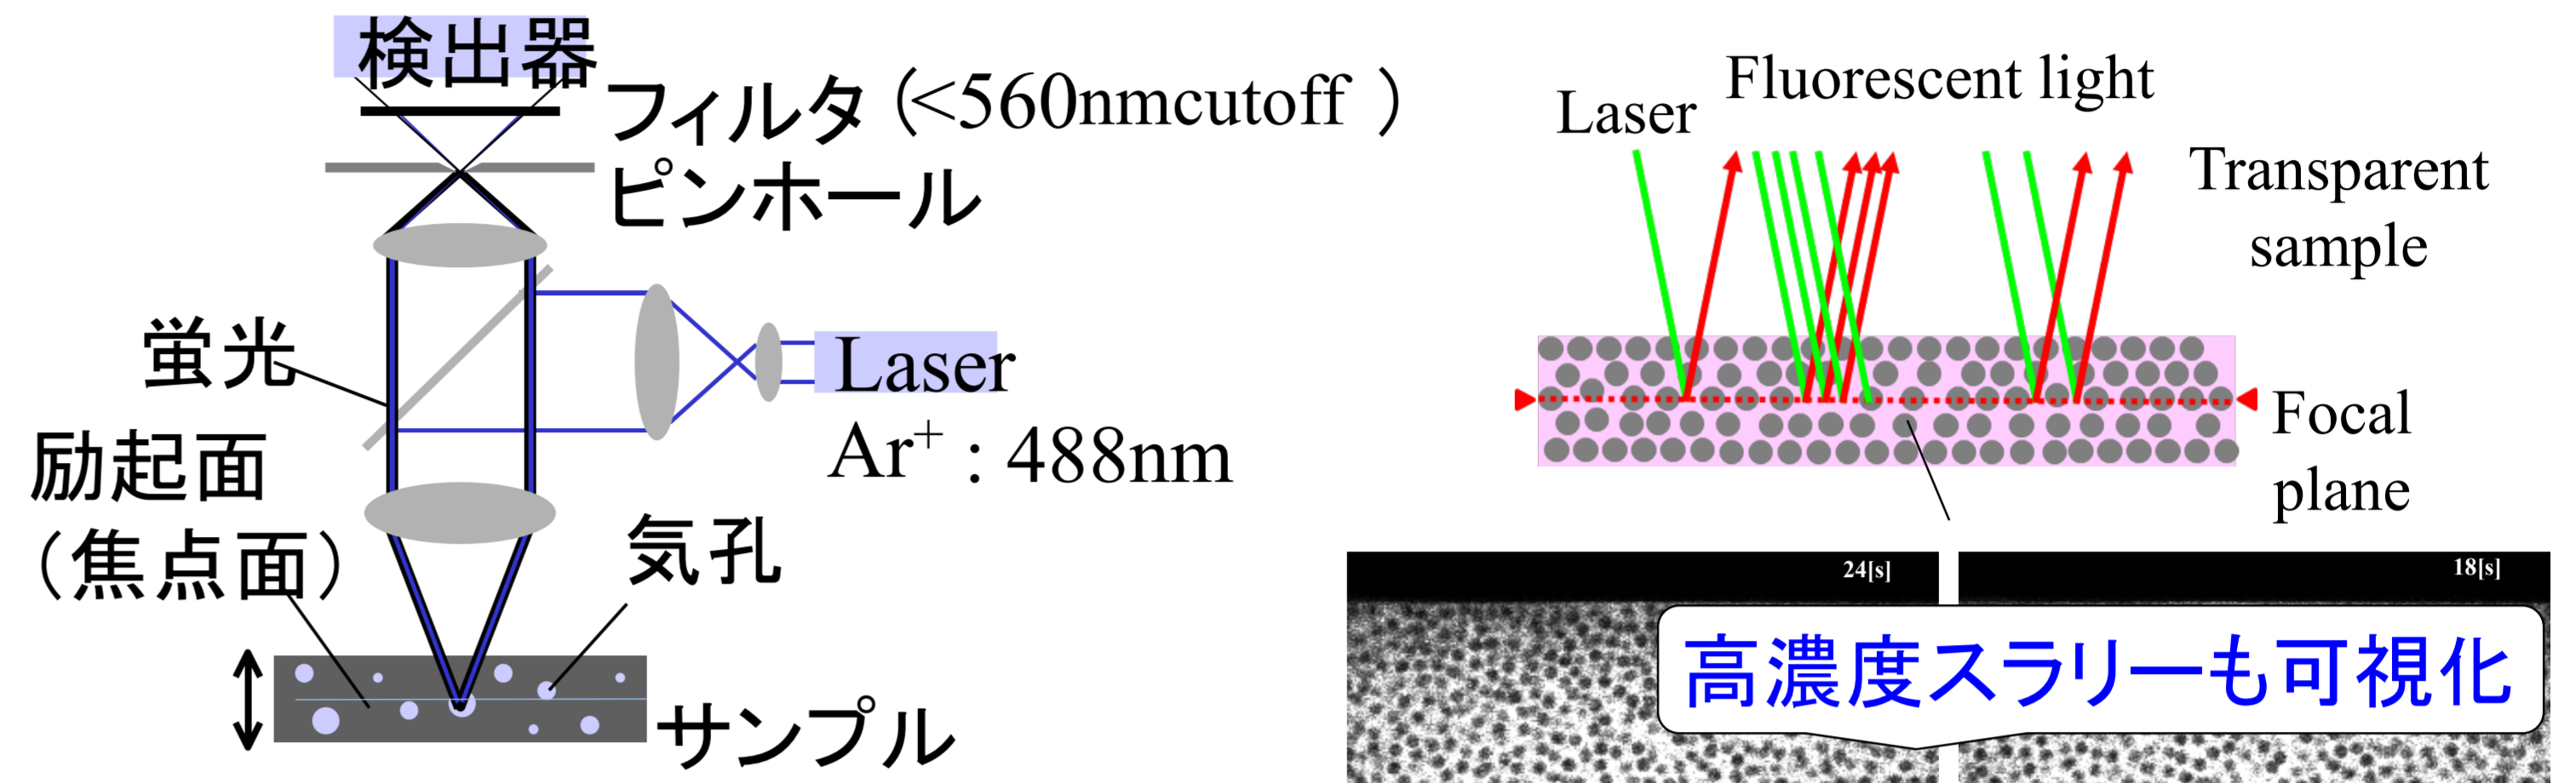 検出器
フィルタ（<560nmcutoff ）
ピンホール
蛍光
Laser
Ar⁺ : 488nm
励起面
（焦点面）
気孔
サンプル
Laser
Fluorescent light
Transparent
sample
Focal
plane
24[s]
18[s]
高濃度スラリーも可視化